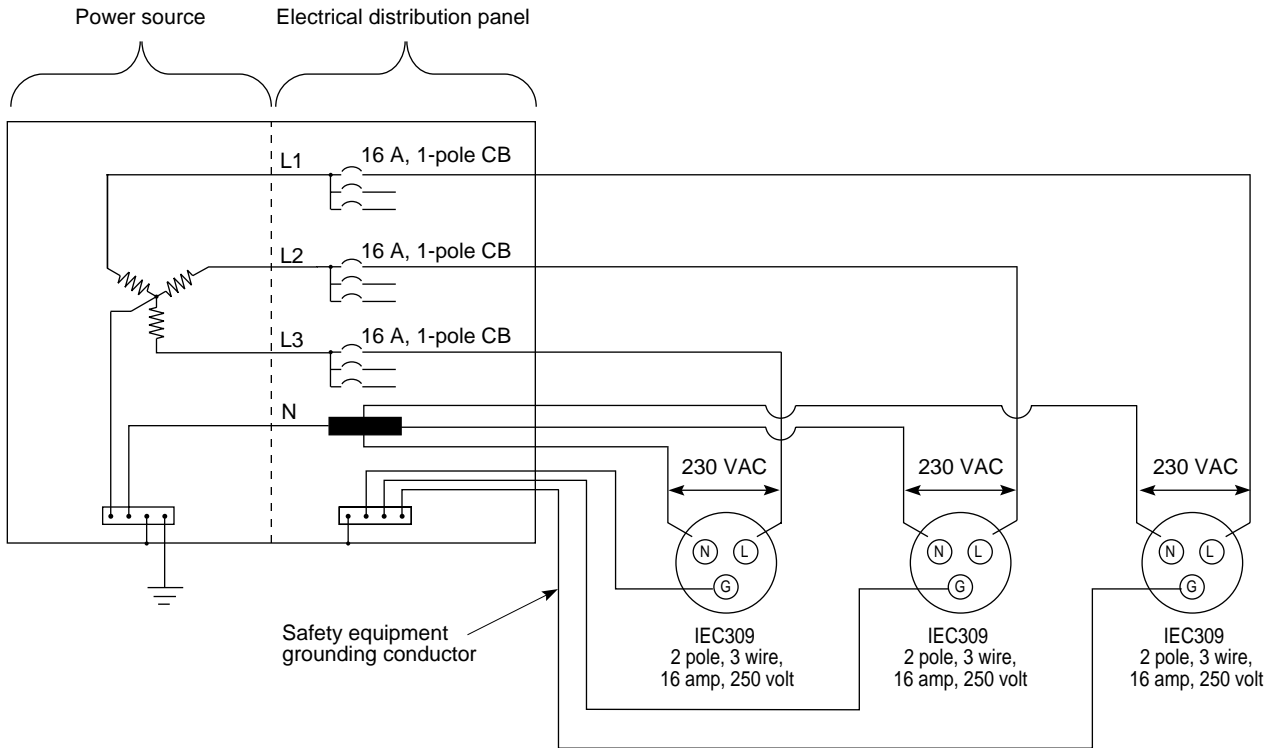 Power source
Electrical distribution panel
L1
16 A, 1-pole CB
L2
16 A, 1-pole CB
L3
16 A, 1-pole CB
N
230 VAC
230 VAC
230 VAC
N
L
G
N
L
G
N
L
G
Safety equipment
grounding conductor
IEC309
2 pole, 3 wire,
16 amp, 250 volt
IEC309
2 pole, 3 wire,
16 amp, 250 volt
IEC309
2 pole, 3 wire,
16 amp, 250 volt